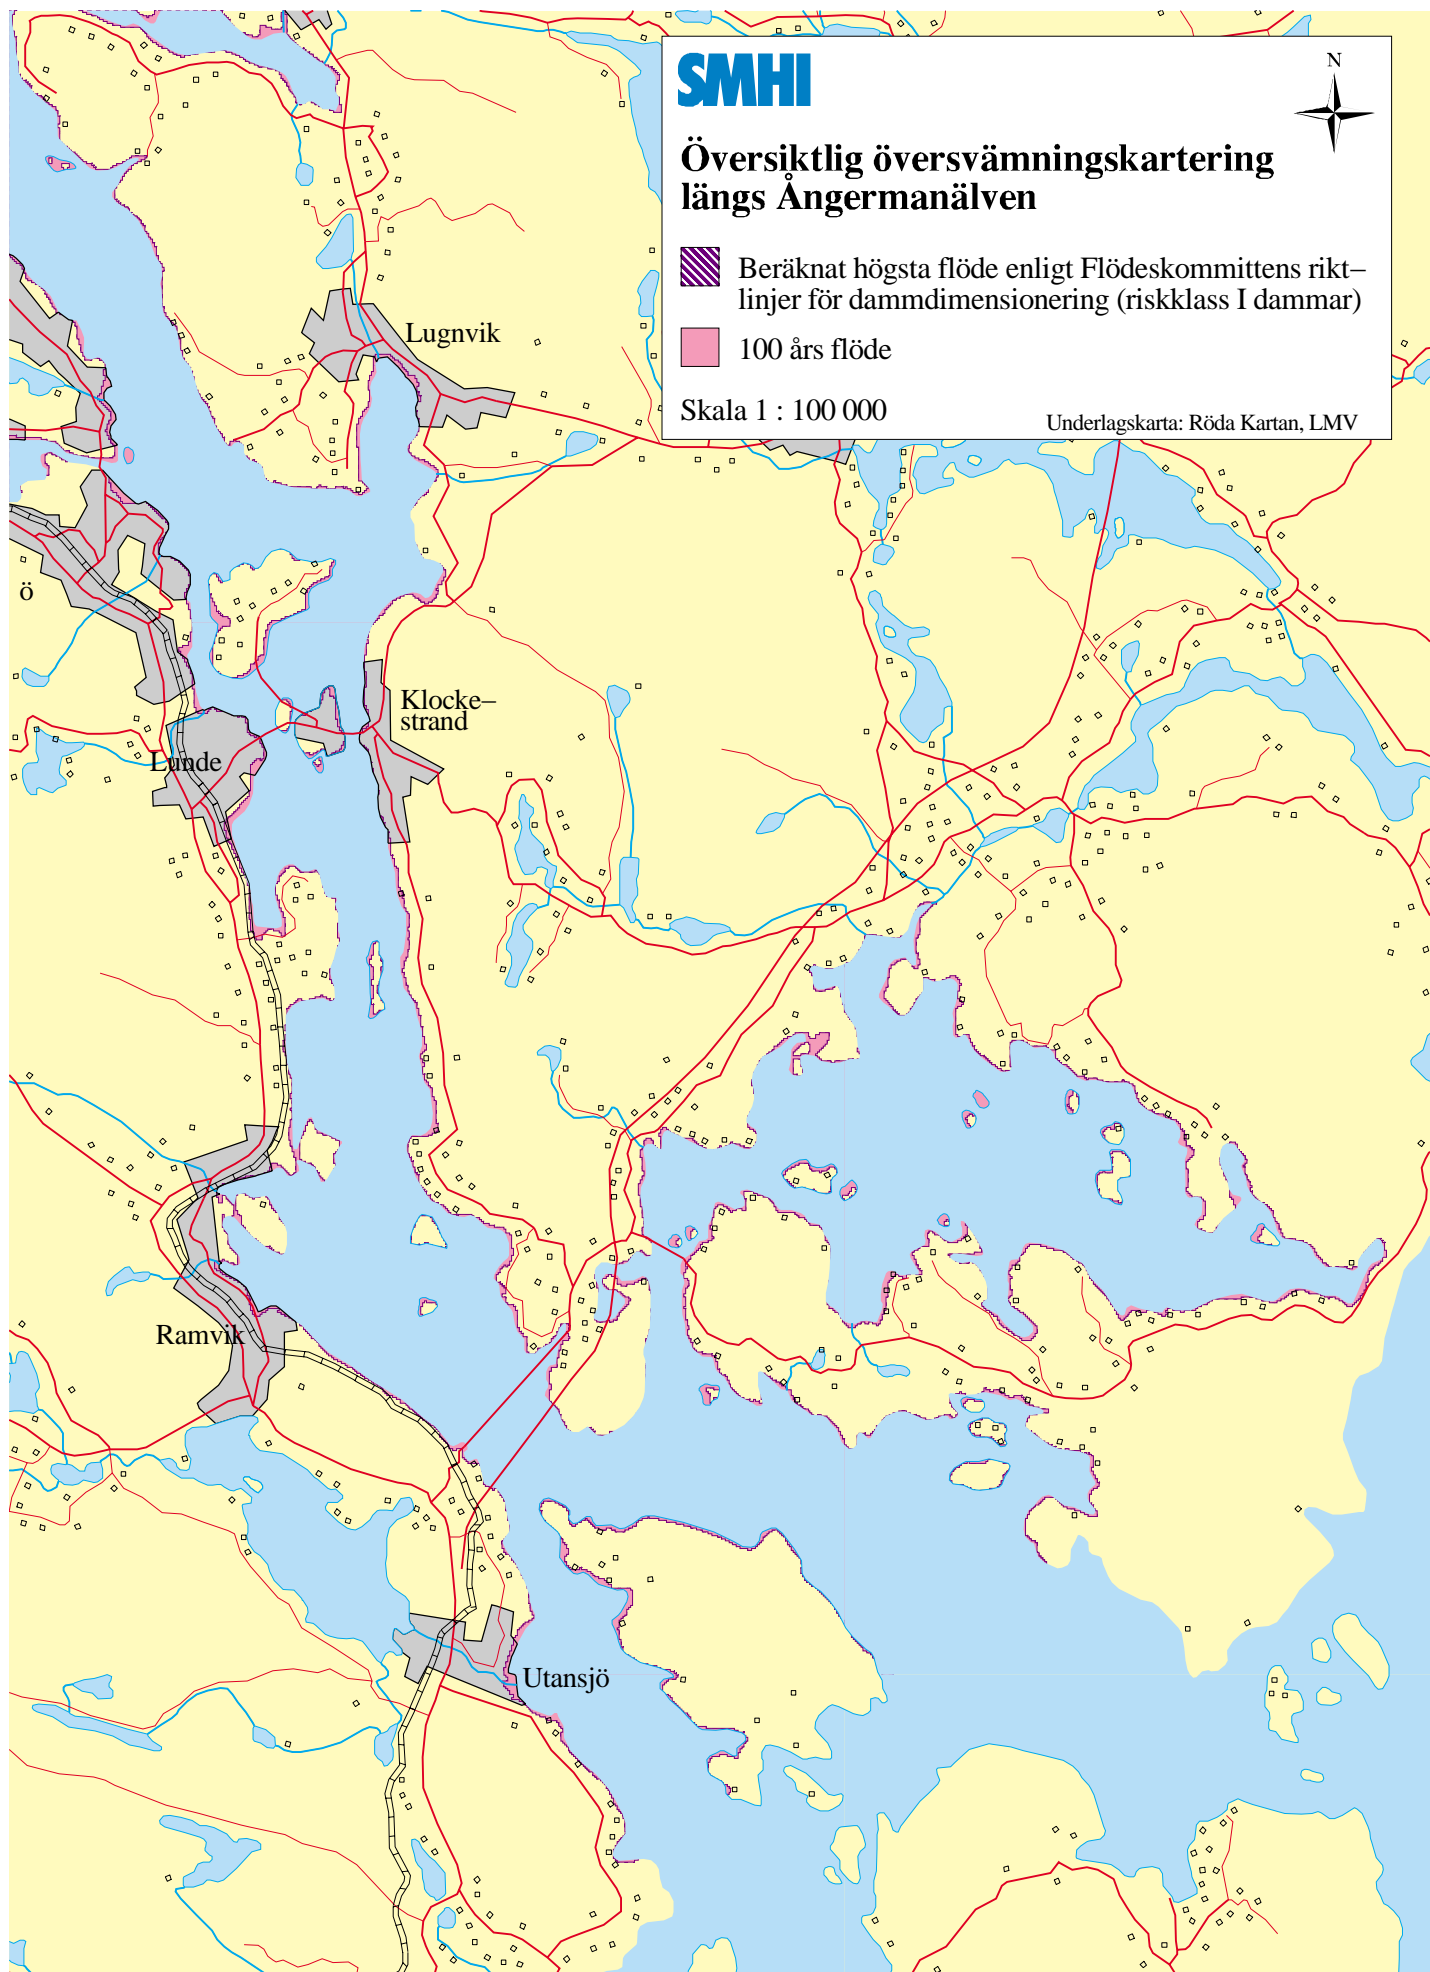 SMHI
N
Översiktlig översvämningskartering
längs Ångermanälven
Beräknat högsta flöde enligt Flödeskommittens rikt–
linjer för dammdimensionering (riskklass I dammar)
100 års flöde
Skala 1 : 100 000
Underlagskarta: Röda Kartan, LMV
Lugnvik
ö
Klocke–
strand
Lunde
Ramvik
Utansjö